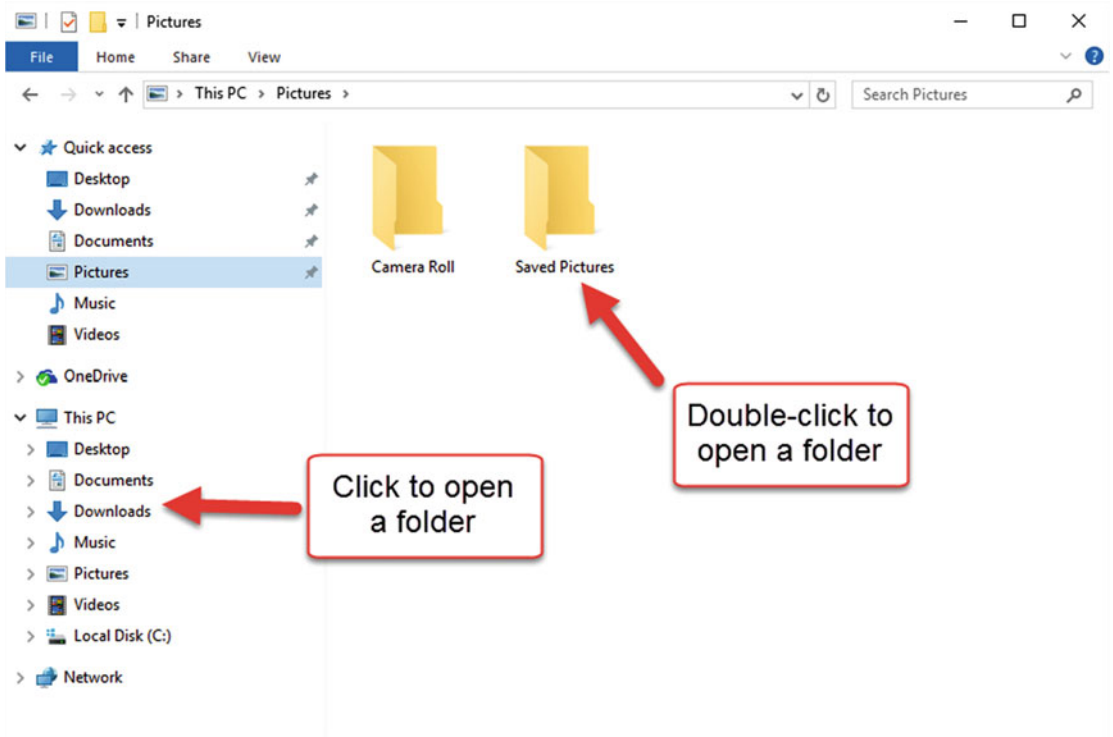 Pictures
File Home Share View
This PC Pictures
Search Pictures
Quick access
Desktop
Downloads
Documents
Pictures
Music
Videos
OneDrive
This PC
Desktop
Documents
Downloads
Music
Pictures
Videos
Local Disk (C:)
Network
Camera Roll Saved Pictures
Double-click to
open a folder
Click to open
a folder